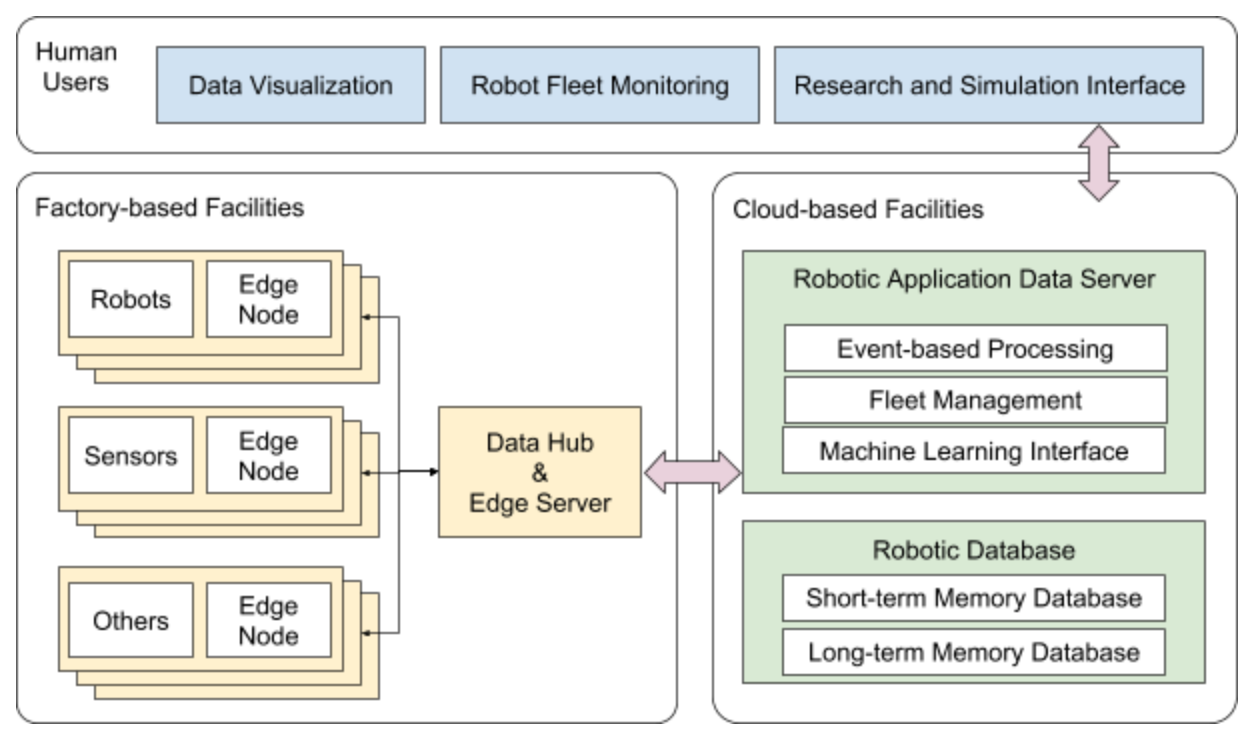 Human
Users
Data Visualization
Robot Fleet Monitoring
Research and Simulation Interface
Factory-based Facilities
Robots
Edge
Node
Sensors
Edge
Node
Others
Edge
Node
Data Hub
&
Edge Server
Cloud-based Facilities
Robotic Application Data Server
Event-based Processing
Fleet Management
Machine Learning Interface
Robotic Database
Short-term Memory Database
Long-term Memory Database